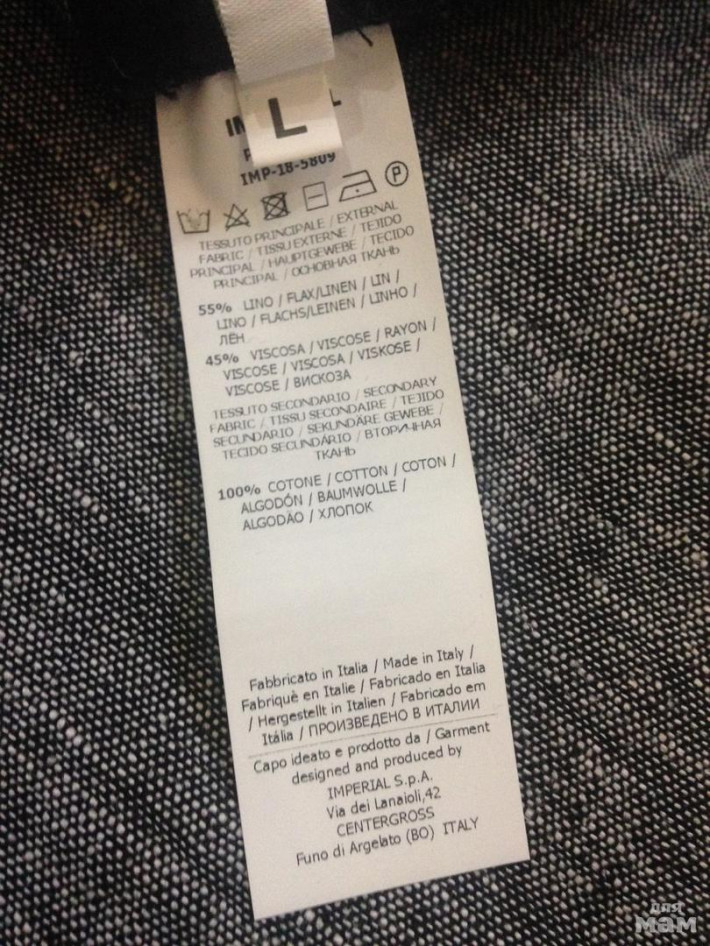 L
IMP-18-5809
TESSUTO PRINCIPALE / EXTERNAL
FABRIC / TISSU EXTERNE / TEJIDO
PRINCIPAL / HAUPTGEWEBE / TECIDO
PRINCIPAL / ОСНОВНАЯ ТКАНЬ
55% LINO / FLAX/LINEN / LIN /
LINO / FLACHS/LEINEN / LINHO /
ЛЁН
45% VISCOSA / VISCOSE / RAYON /
VISCOSE / VISCOSA / VISKOSE /
VISCOSE / ВИСКОЗА
TESSUTO SECONDARIO / SECONDARY
FABRIC / TISSU SECONDAIRE / TEJIDO
SECUNDARIO / SEKUNDÄRE GEWEBE /
TECIDO SECUNDÁRIO / ВТОРИЧНАЯ
ТКАНЬ
100% COTONE / COTTON / COTON /
ALGODÓN / BAUMWOLLE /
ALGODÃO / ХЛОПОК
Fabbricato in Italia / Made in Italy /
Fabriquè en Italie / Fabricado en Italia
/ Hergestellt in Italien / Fabricado em
Itália / ПРОИЗВЕДЕНО В ИТАЛИИ
Capo ideato e prodotto da / Garment
designed and produced by
IMPERIAL S.p.A.
Via dei Lanaioli,42
CENTERGROSS
Funo di Argelato (BO) ITALY
для
мам